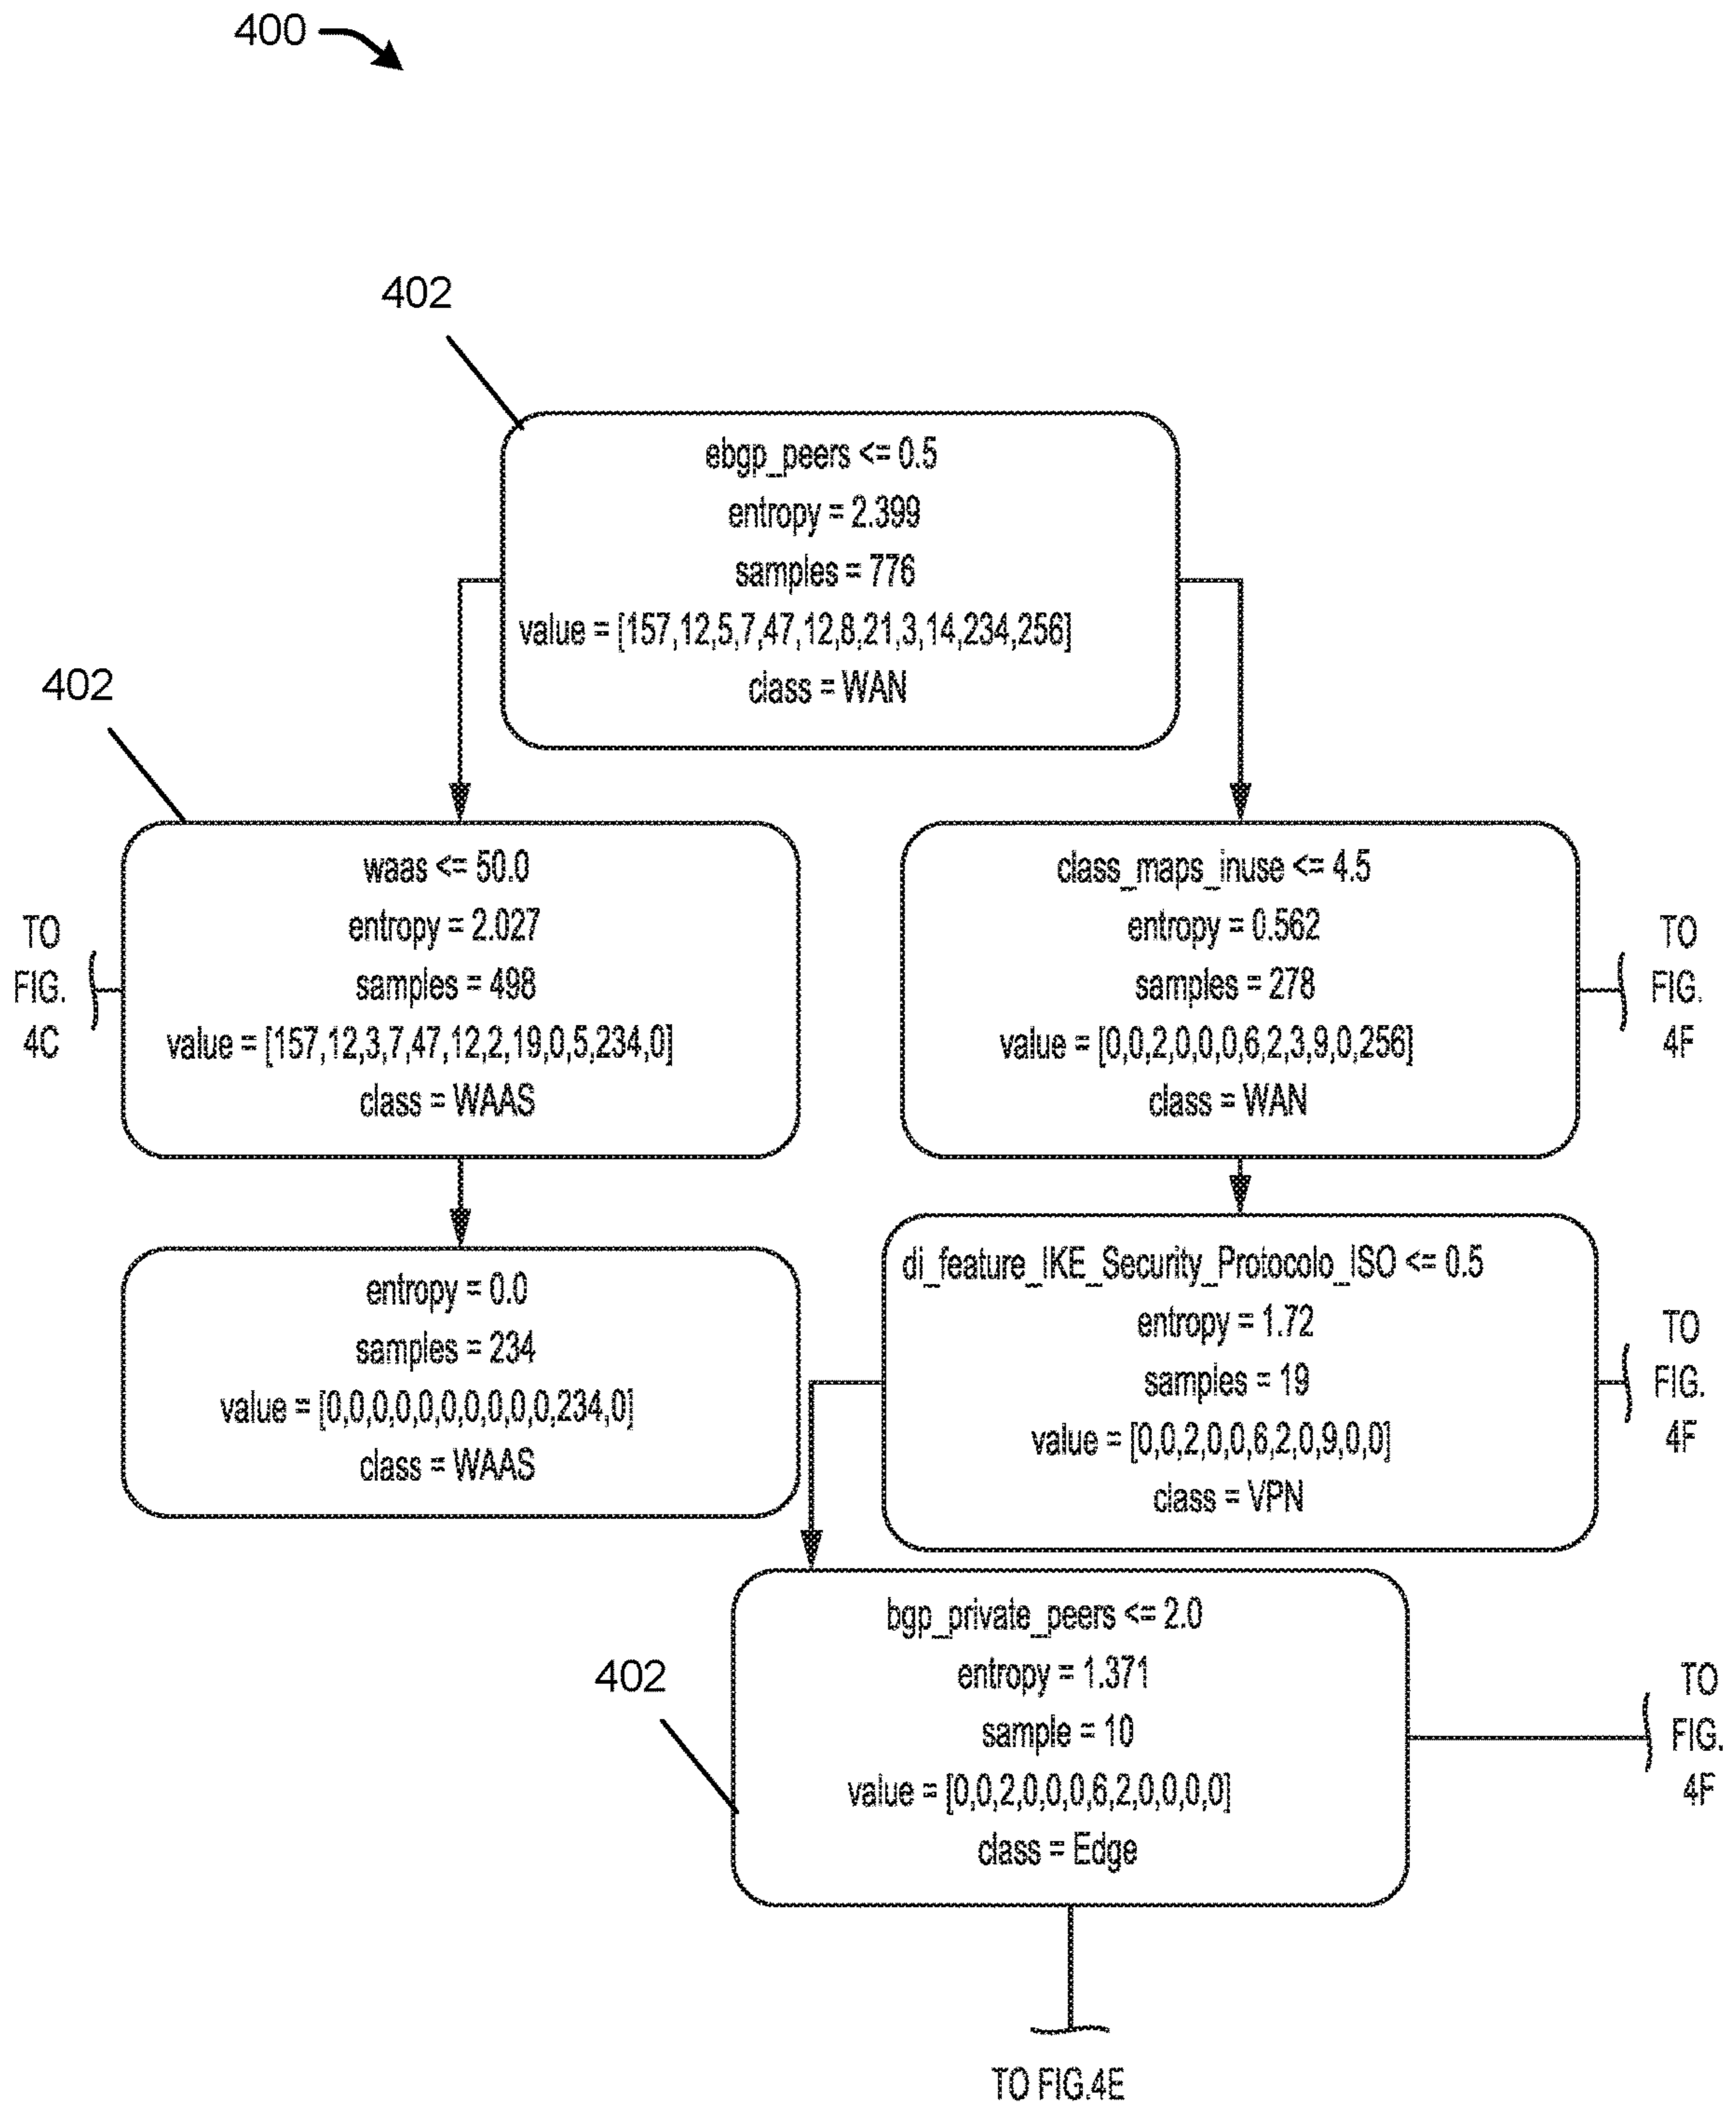 400
402
ebgp_peers <= 0.5
entropy = 2.399
samples = 776
value = [157,12,5,7,47,12,8,21,3,14,234,256]
class = WAN
402
waas <= 50.0
entropy = 2.027
samples = 498
value = [157,12,3,7,47,12,2,19,0,5,234,0]
class = WAAS
TO
FIG.
4C
class_maps_inuse <= 4.5
entropy = 0.562
samples = 278
value = [0,0,2,0,0,0,6,2,3,9,0,256]
class = WAN
TO
FIG.
4F
entropy = 0.0
samples = 234
value = [0,0,0,0,0,0,0,0,0,0,234,0]
class = WAAS
di_feature_IKE_Security_Protocolo_ISO <= 0.5
entropy = 1.72
samples = 19
value = [0,0,2,0,0,6,2,0,9,0,0]
class = VPN
TO
FIG.
4F
402
bgp_private_peers <= 2.0
entropy = 1.371
sample = 10
value = [0,0,2,0,0,0,6,2,0,0,0,0]
class = Edge
TO
FIG.
4F
TO FIG.4E